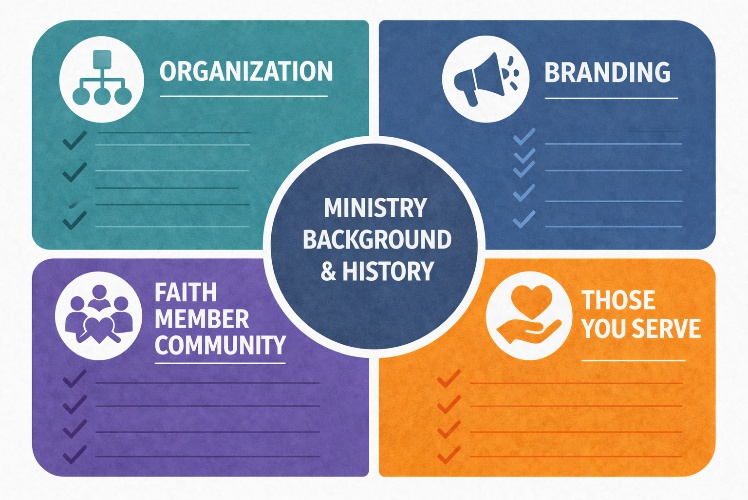 ORGANIZATION
BRANDING
MINISTRY
BACKGROUND
& HISTORY
FAITH
MEMBER
COMMUNITY
THOSE
YOU SERVE